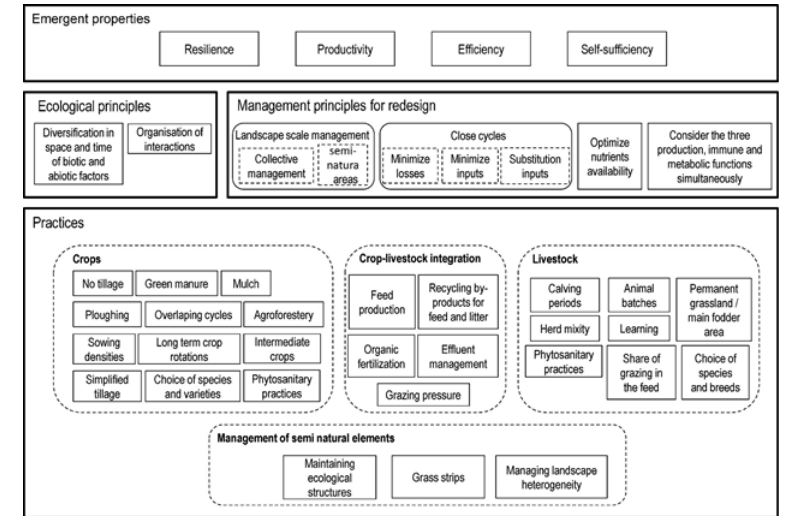 Emergent properties
Resilience
Productivity
Efficiency
Self-sufficiency
Ecological principles
Diversification in
space and time
of biotic and
abiotic factors
Organisation of
interactions
Management principles for redesign
Landscape scale management
Collective
management
semi-
natura
areas
Close cycles
Minimize
losses
Minimize
inputs
Substitution
inputs
Optimize
nutrients
availability
Consider the three
production, immune and
metabolic functions
simultaneously
Practices
Crops
No tillage
Green manure
Mulch
Ploughing
Overlaping cycles
Agroforestery
Sowing
densities
Long term crop
rotations
Intermediate
crops
Simplified
tillage
Choice of species
and varieties
Phytosanitary
practices
Crop-livestock integration
Feed
production
Recycling by-
products for
feed and litter
Organic
fertilization
Effluent
management
Grazing pressure
Livestock
Calving
periods
Animal
batches
Permanent
grassland /
main fodder
area
Herd mixity
Learning
Phytosanitary
practices
Share of
grazing in
the feed
Choice of
species
and breeds
Management of semi natural elements
Maintaining
ecological
structures
Grass strips
Managing landscape
heterogeneity